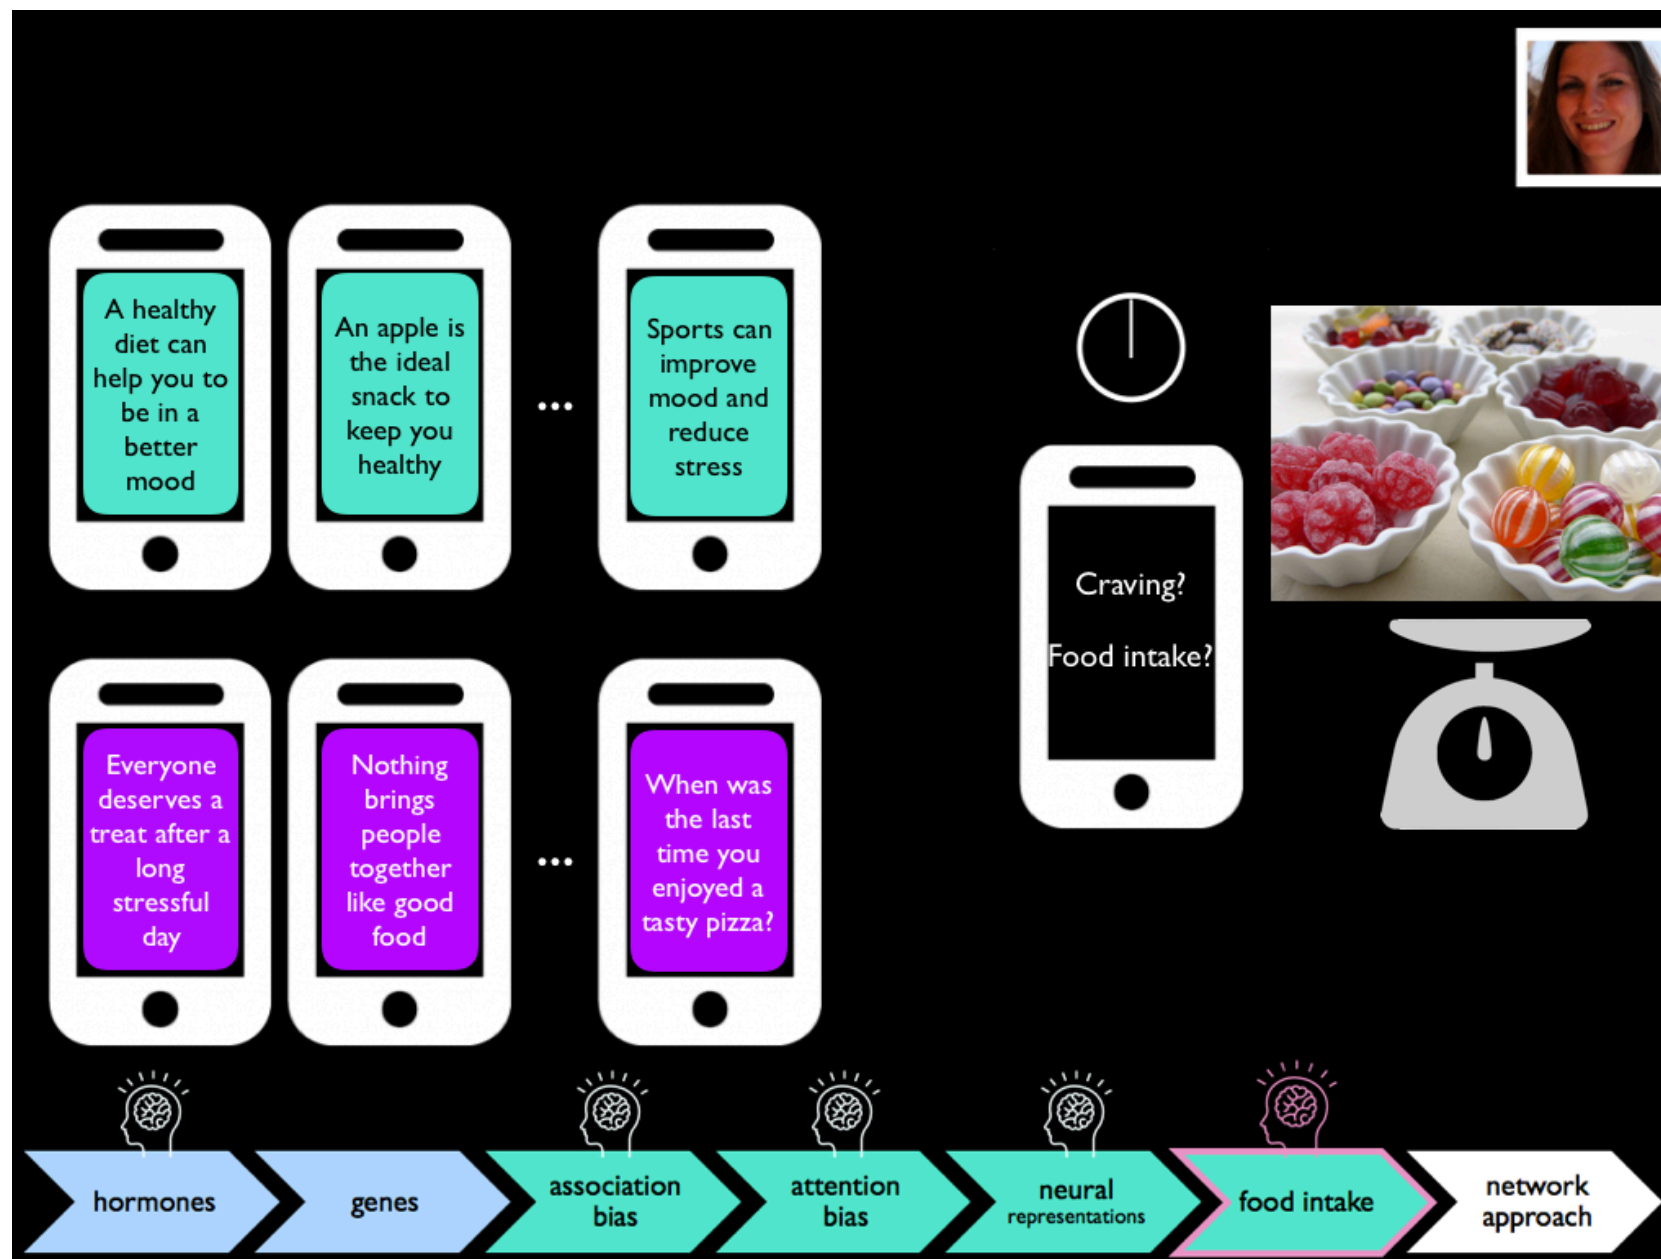 A healthy
diet can
help you to
be in a
better
mood
An apple is
the ideal
snack to
keep you
healthy
...
Sports can
improve
mood and
reduce
stress
Craving?
Food intake?
Everyone
deserves a
treat after a
long
stressful
day
Nothing
brings
people
together
like good
food
...
When was
the last
time you
enjoyed a
tasty pizza?
hormones
genes
association
bias
attention
bias
neural
representations
food intake
network
approach